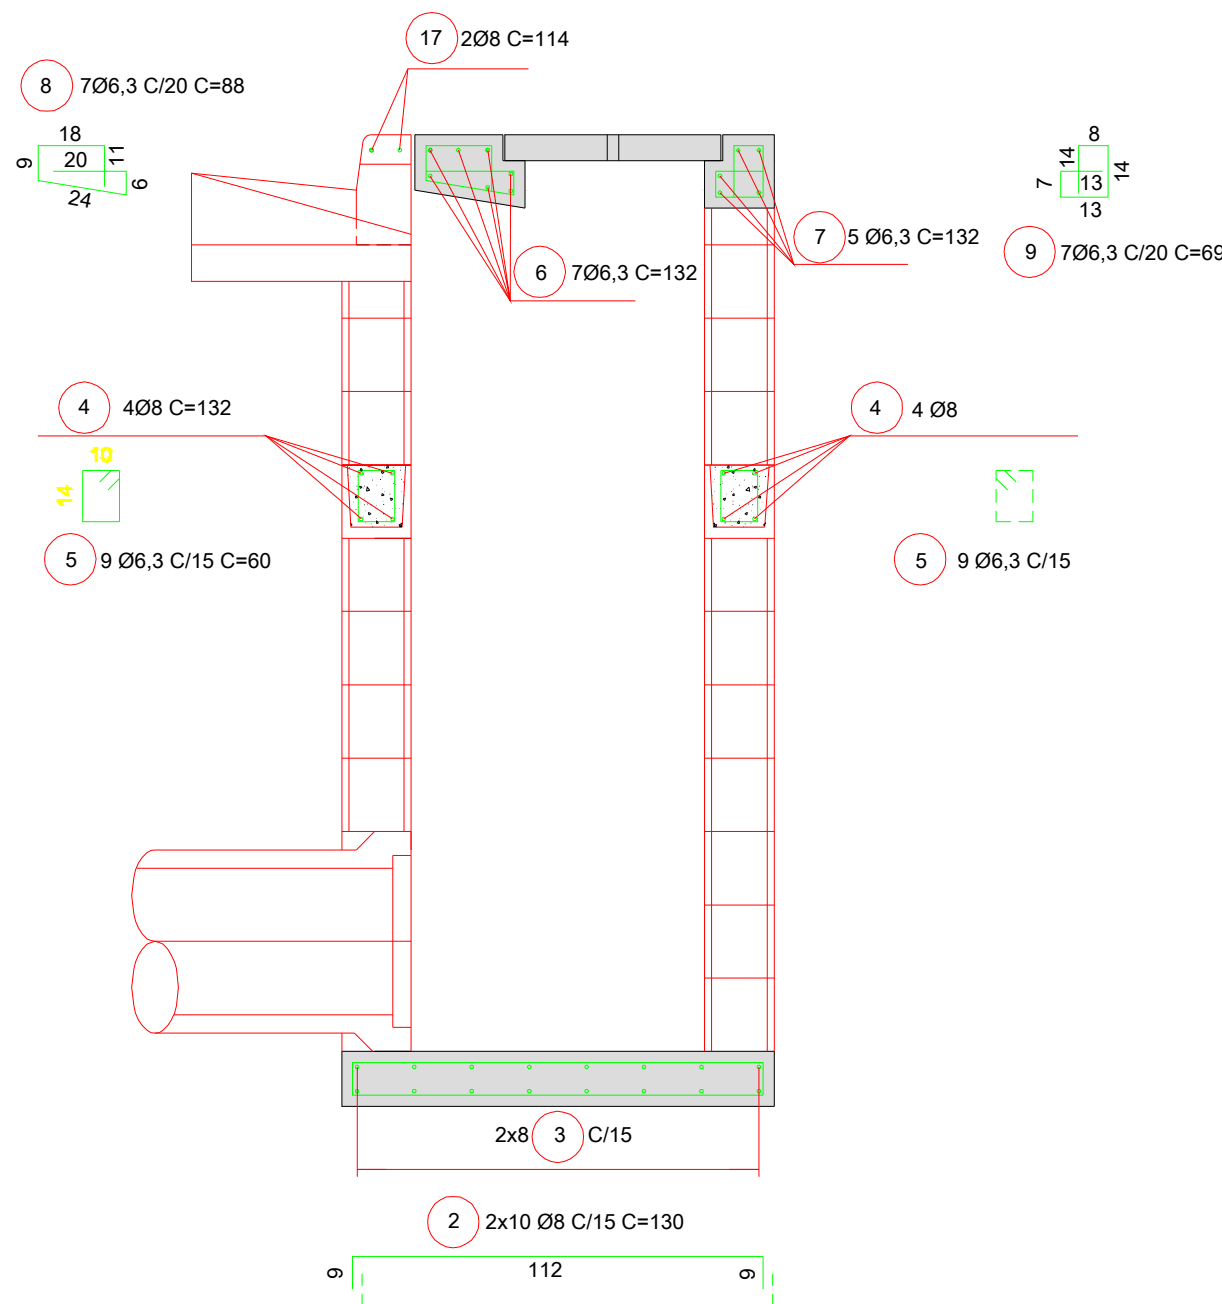 17 2Ø8 C=114
8 7Ø6,3 C/20 C=88
18
9
20
11
6
24
8
14
14
7
13
13
7 5 Ø6,3 C=132
9 7Ø6,3 C/20 C=69
6 7Ø6,3 C=132
4 4Ø8 C=132
4 4 Ø8
10
14
5 9 Ø6,3 C/15 C=60
5 9 Ø6,3 C/15
2x8 3 C/15
2 2x10 Ø8 C/15 C=130
9
112
9